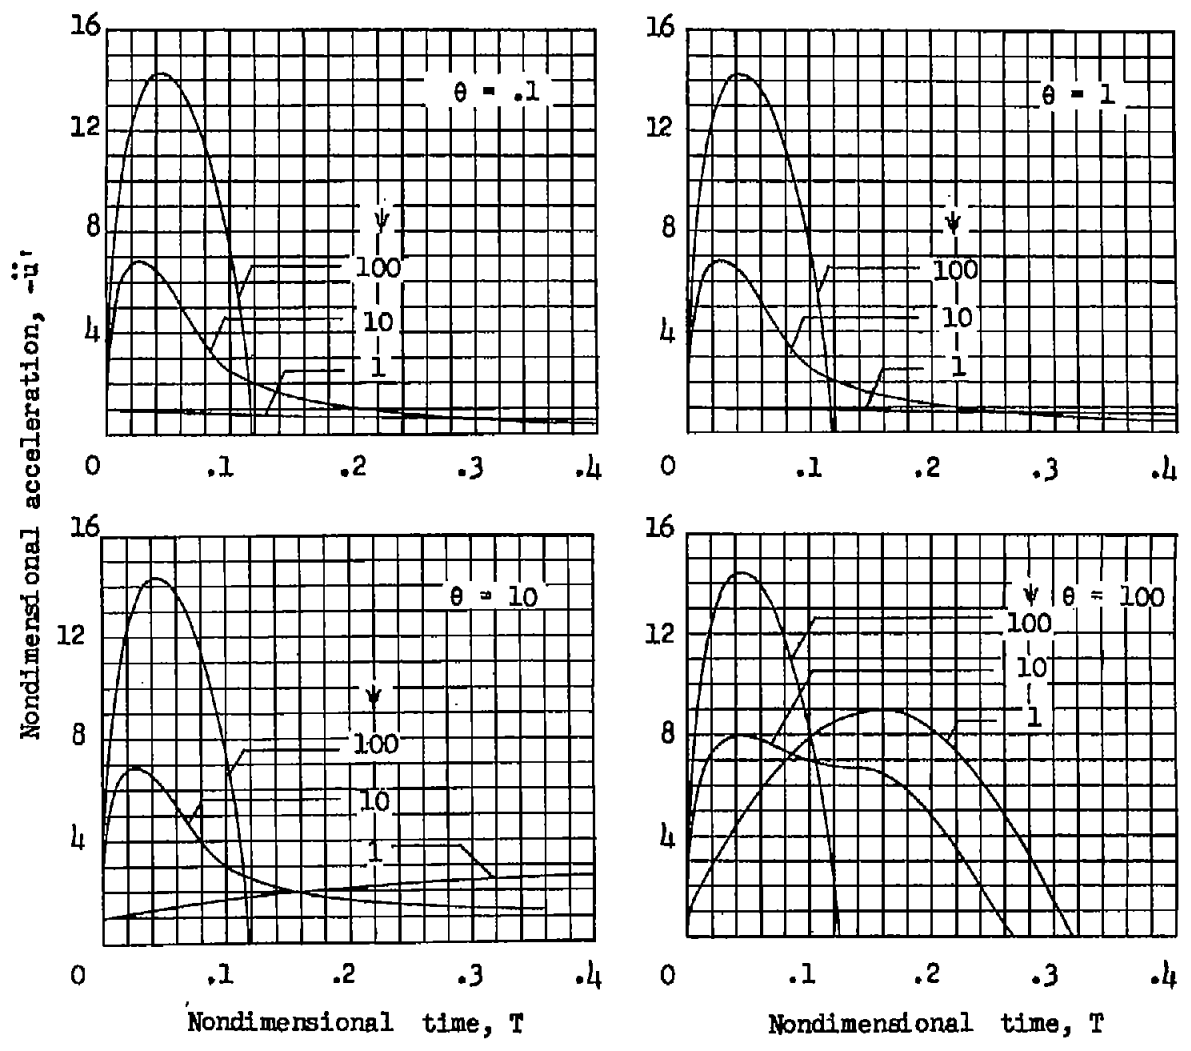 Nondimensional acceleration, -ü'
16
12
8
4
0 .1 .2 .3 .4
θ = .1
ψ
100
10
1
16
12
8
4
0 .1 .2 .3 .4
θ = 1
ψ
100
10
1
16
12
8
4
0 .1 .2 .3 .4
θ = 10
ψ
100
10
1
Nondimensional time, T
16
12
8
4
0 .1 .2 .3 .4
ψ θ = 100
100
10
1
Nondimensional time, T